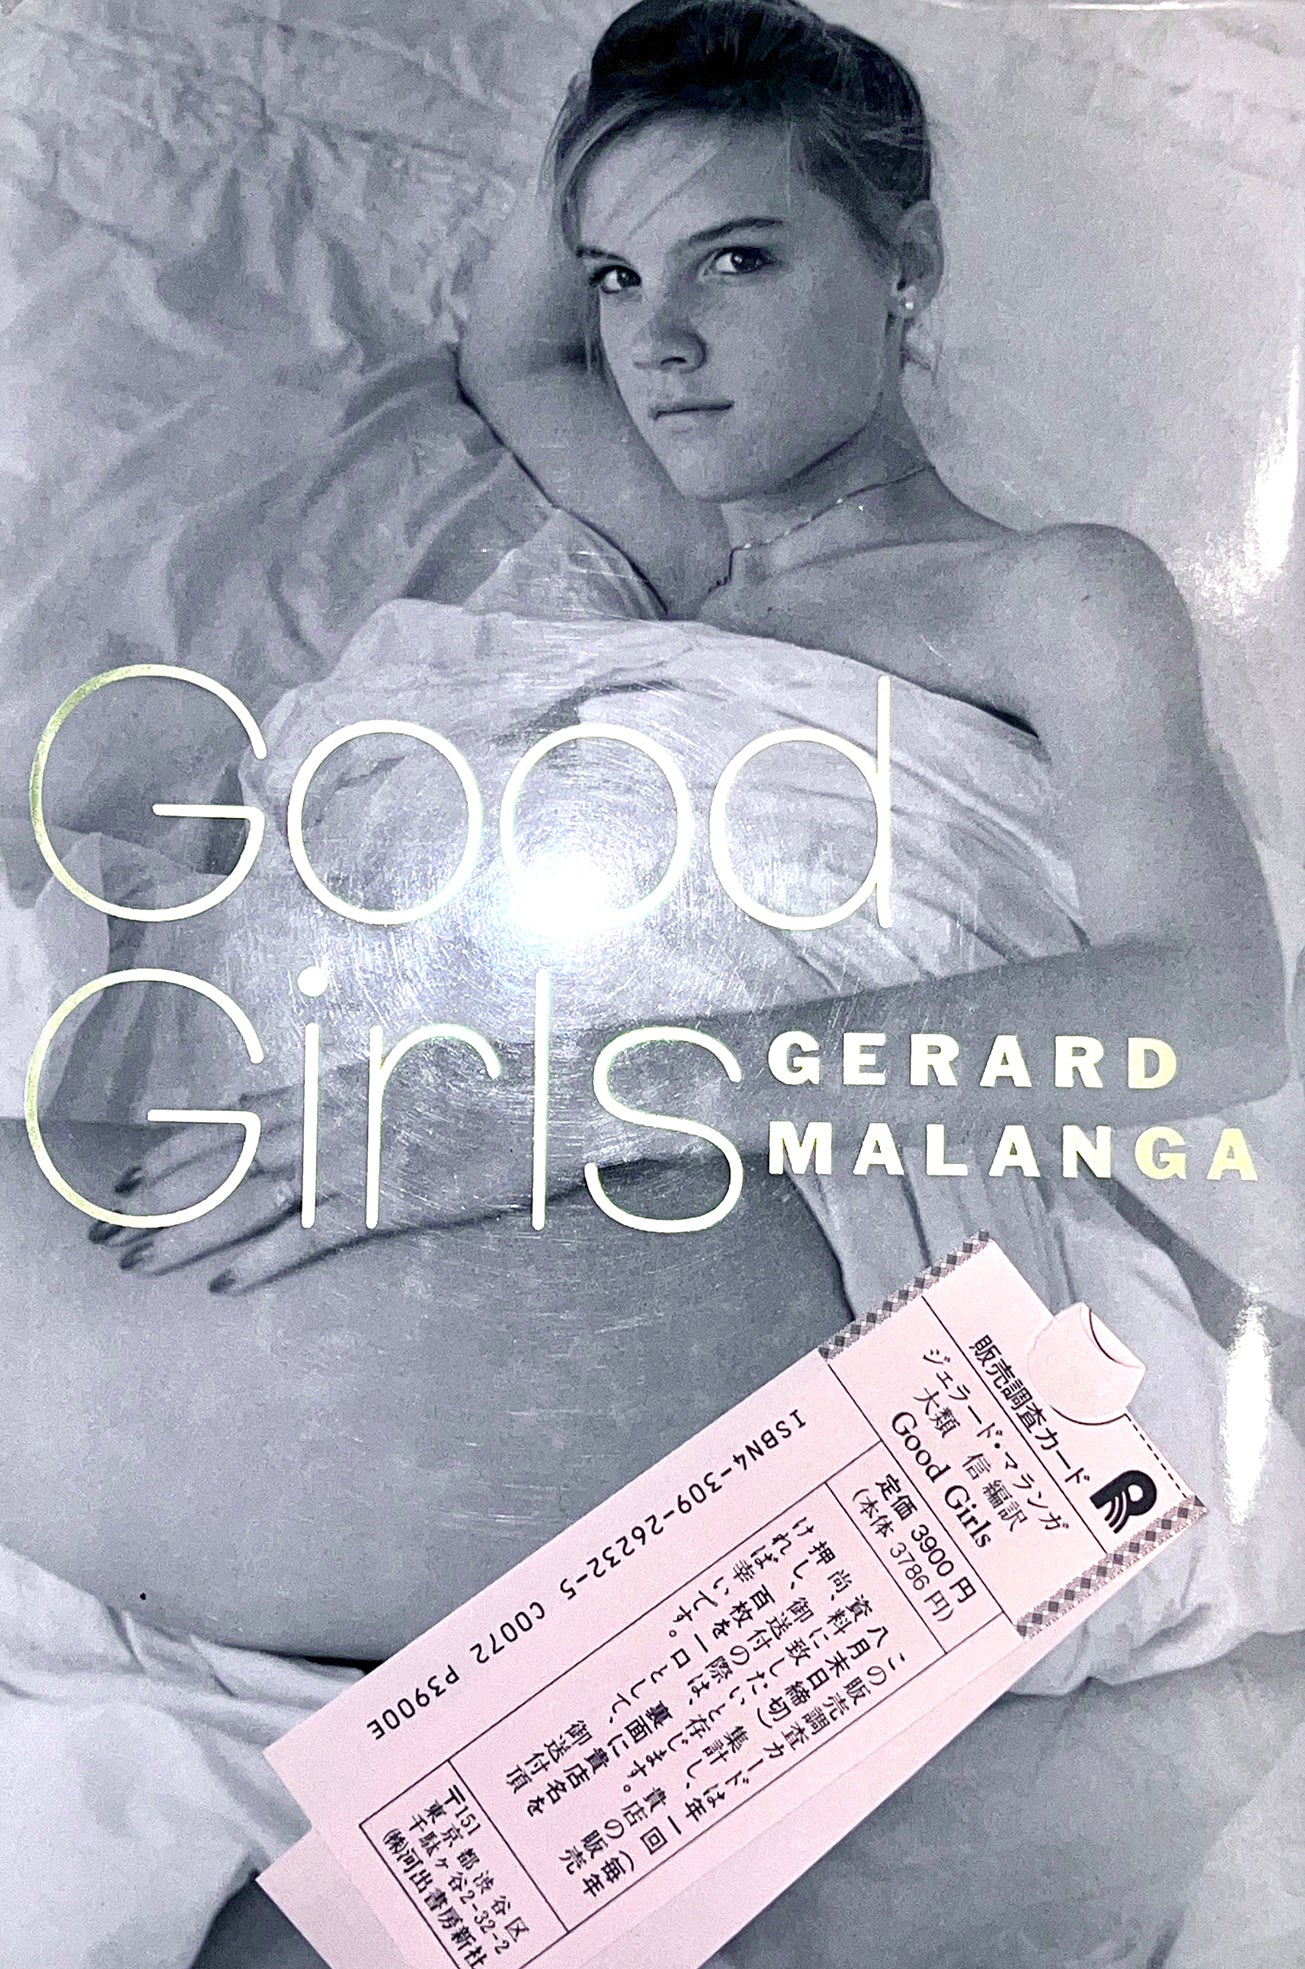 Good
Girls
GERARD
MALANGA
販売調査カード
ジェラード・マランガ
大類 信 編訳
Good Girls
定価 3900円
(本体 3786円)
この販売調査カードは年一回(毎年
八月末日締切)集計し、貴店の販売
資料に致したいと存じます。
尚、御送付の際は、裏面に貴店名を
押し、百枚を一口として、御送付頂
ければ幸いです。
ISBN4-309-26232-5 C0072 P3900E
〒151
東京都渋谷区
千駄ヶ谷2-32-2
(株)河出書房新社